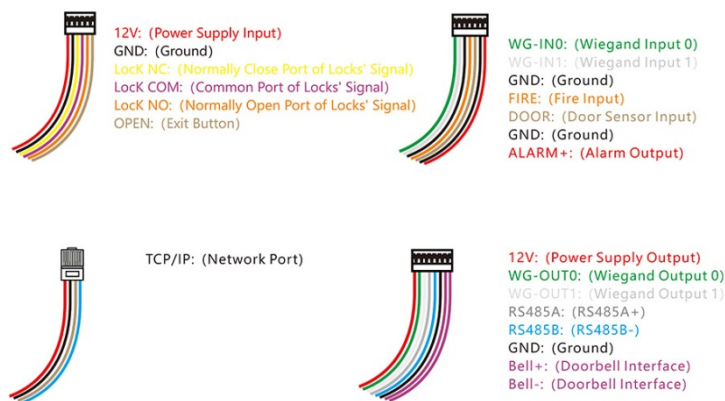 12V: (Power Supply Input)
GND: (Ground)
LocK NC: (Normally Close Port of Locks' Signal)
LocK COM: (Common Port of Locks' Signal)
LocK NO: (Normally Open Port of Locks' Signal)
OPEN: (Exit Button)
WG-IN0: (Wiegand Input 0)
WG-IN1: (Wiegand Input 1)
GND: (Ground)
FIRE: (Fire Input)
DOOR: (Door Sensor Input)
GND: (Ground)
ALARM+: (Alarm Output)
TCP/IP: (Network Port)
12V: (Power Supply Output)
WG-OUT0: (Wiegand Output 0)
WG-OUT1: (Wiegand Output 1)
RS485A: (RS485A+)
RS485B: (RS485B-)
GND: (Ground)
Bell+: (Doorbell Interface)
Bell-: (Doorbell Interface)